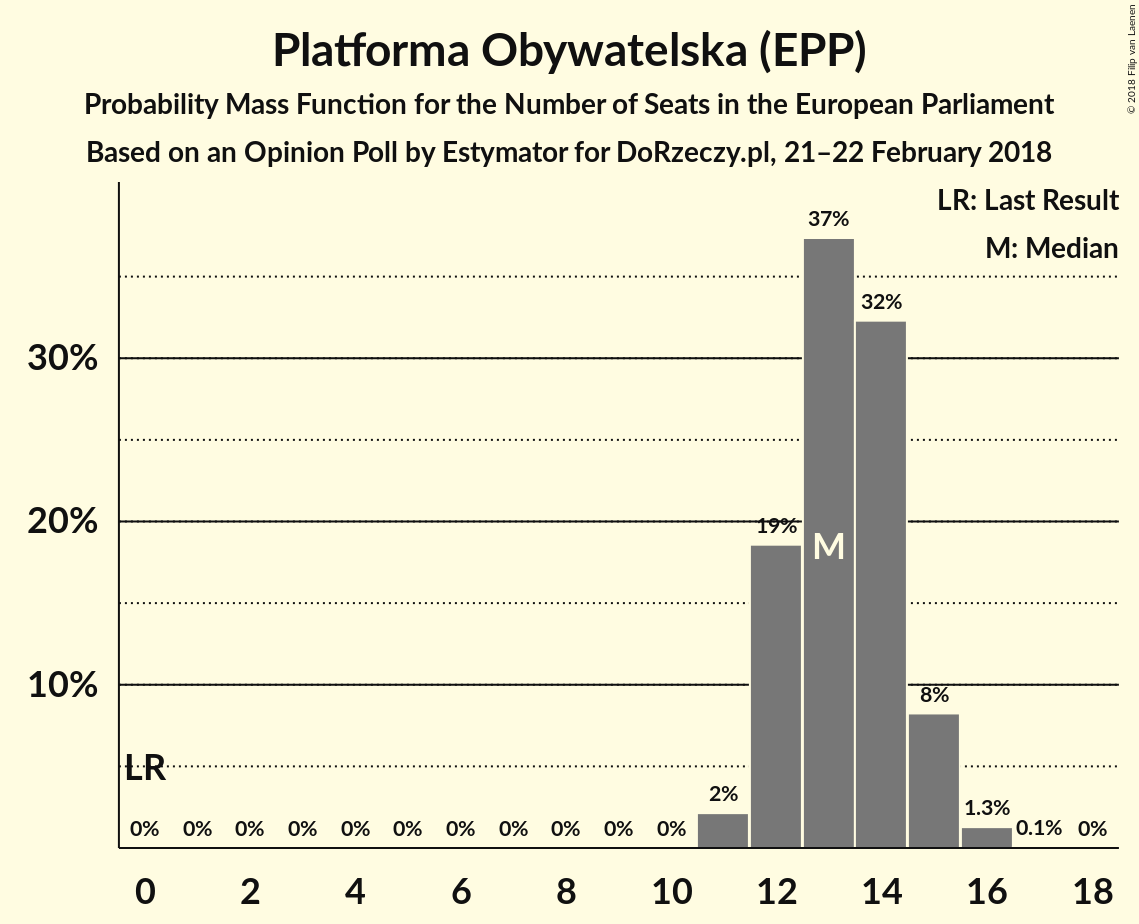 Platforma Obywatelska (EPP)
Probability Mass Function for the Number of Seats in the European Parliament
Based on an Opinion Poll by Estymator for DoRzeczy.pl, 21–22 February 2018
© 2018 Filip van Laenen
LR: Last Result
M: Median
30%
20%
10%
LR
M
0% 0% 0% 0% 0% 0% 0% 0% 0% 0% 0% 2% 19% 37% 32% 8% 1.3% 0.1% 0%
0 2 4 6 8 10 12 14 16 18